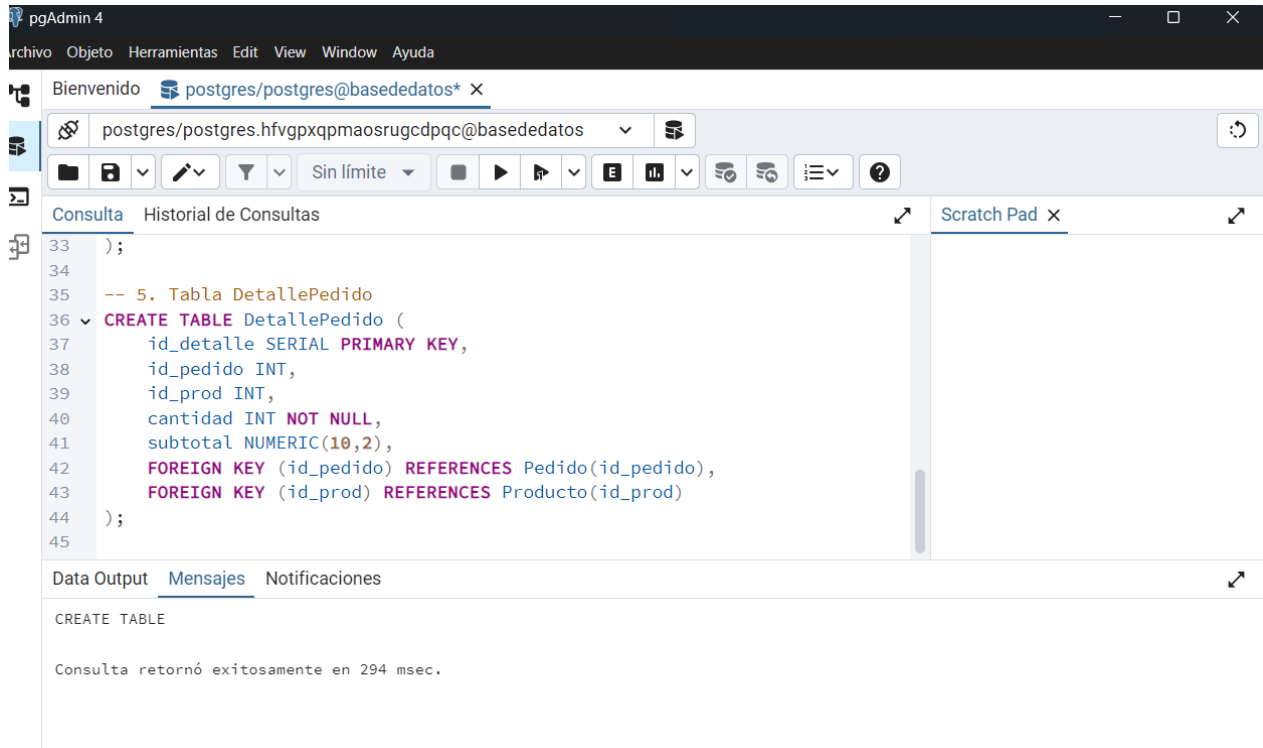 pgAdmin 4
Archivo Objeto Herramientas Edit View Window Ayuda
Bienvenido postgres/postgres@basededatos*
postgres/postgres.hfvgpxqpmaosrugcdpqc@basededatos
Sin límite
E
Consulta Historial de Consultas
Scratch Pad
33 );
34
35 -- 5. Tabla DetallePedido
36 CREATE TABLE DetallePedido (
37 id_detalle SERIAL PRIMARY KEY,
38 id_pedido INT,
39 id_prod INT,
40 cantidad INT NOT NULL,
41 subtotal NUMERIC(10,2),
42 FOREIGN KEY (id_pedido) REFERENCES Pedido(id_pedido),
43 FOREIGN KEY (id_prod) REFERENCES Producto(id_prod)
44 );
45
Data Output Mensajes Notificaciones
CREATE TABLE
Consulta retornó exitosamente en 294 msec.